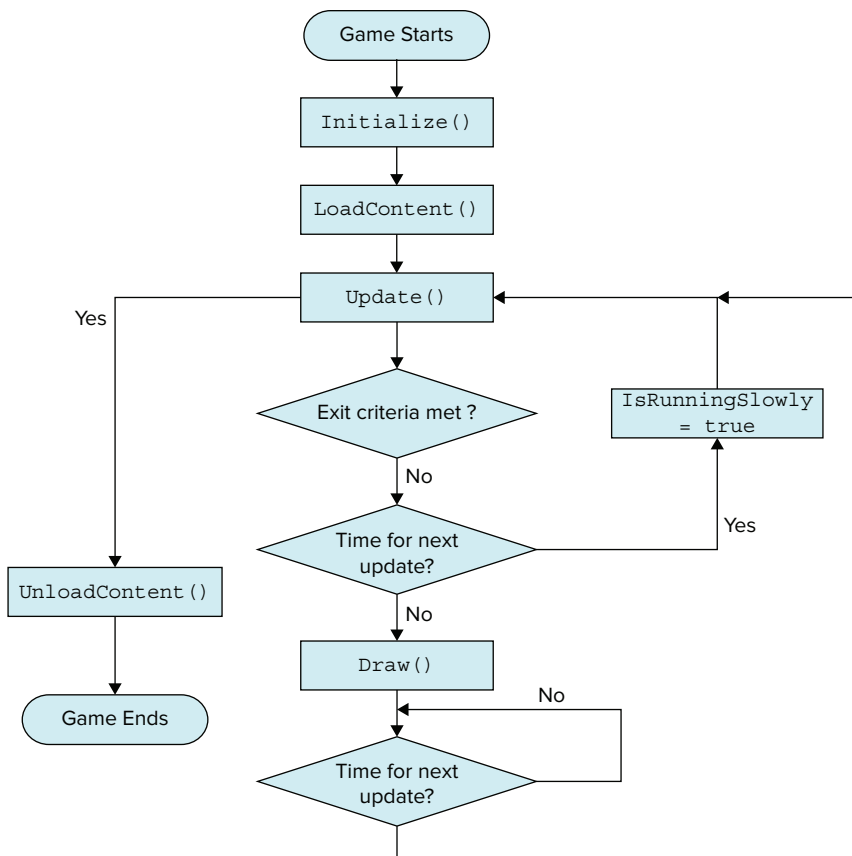 Game Starts
Initialize()
LoadContent()
Update()
Yes
Exit criteria met ?
IsRunningSlowly
= true
No
Time for next
update?
Yes
UnloadContent()
No
Draw()
Game Ends
No
Time for next
update?